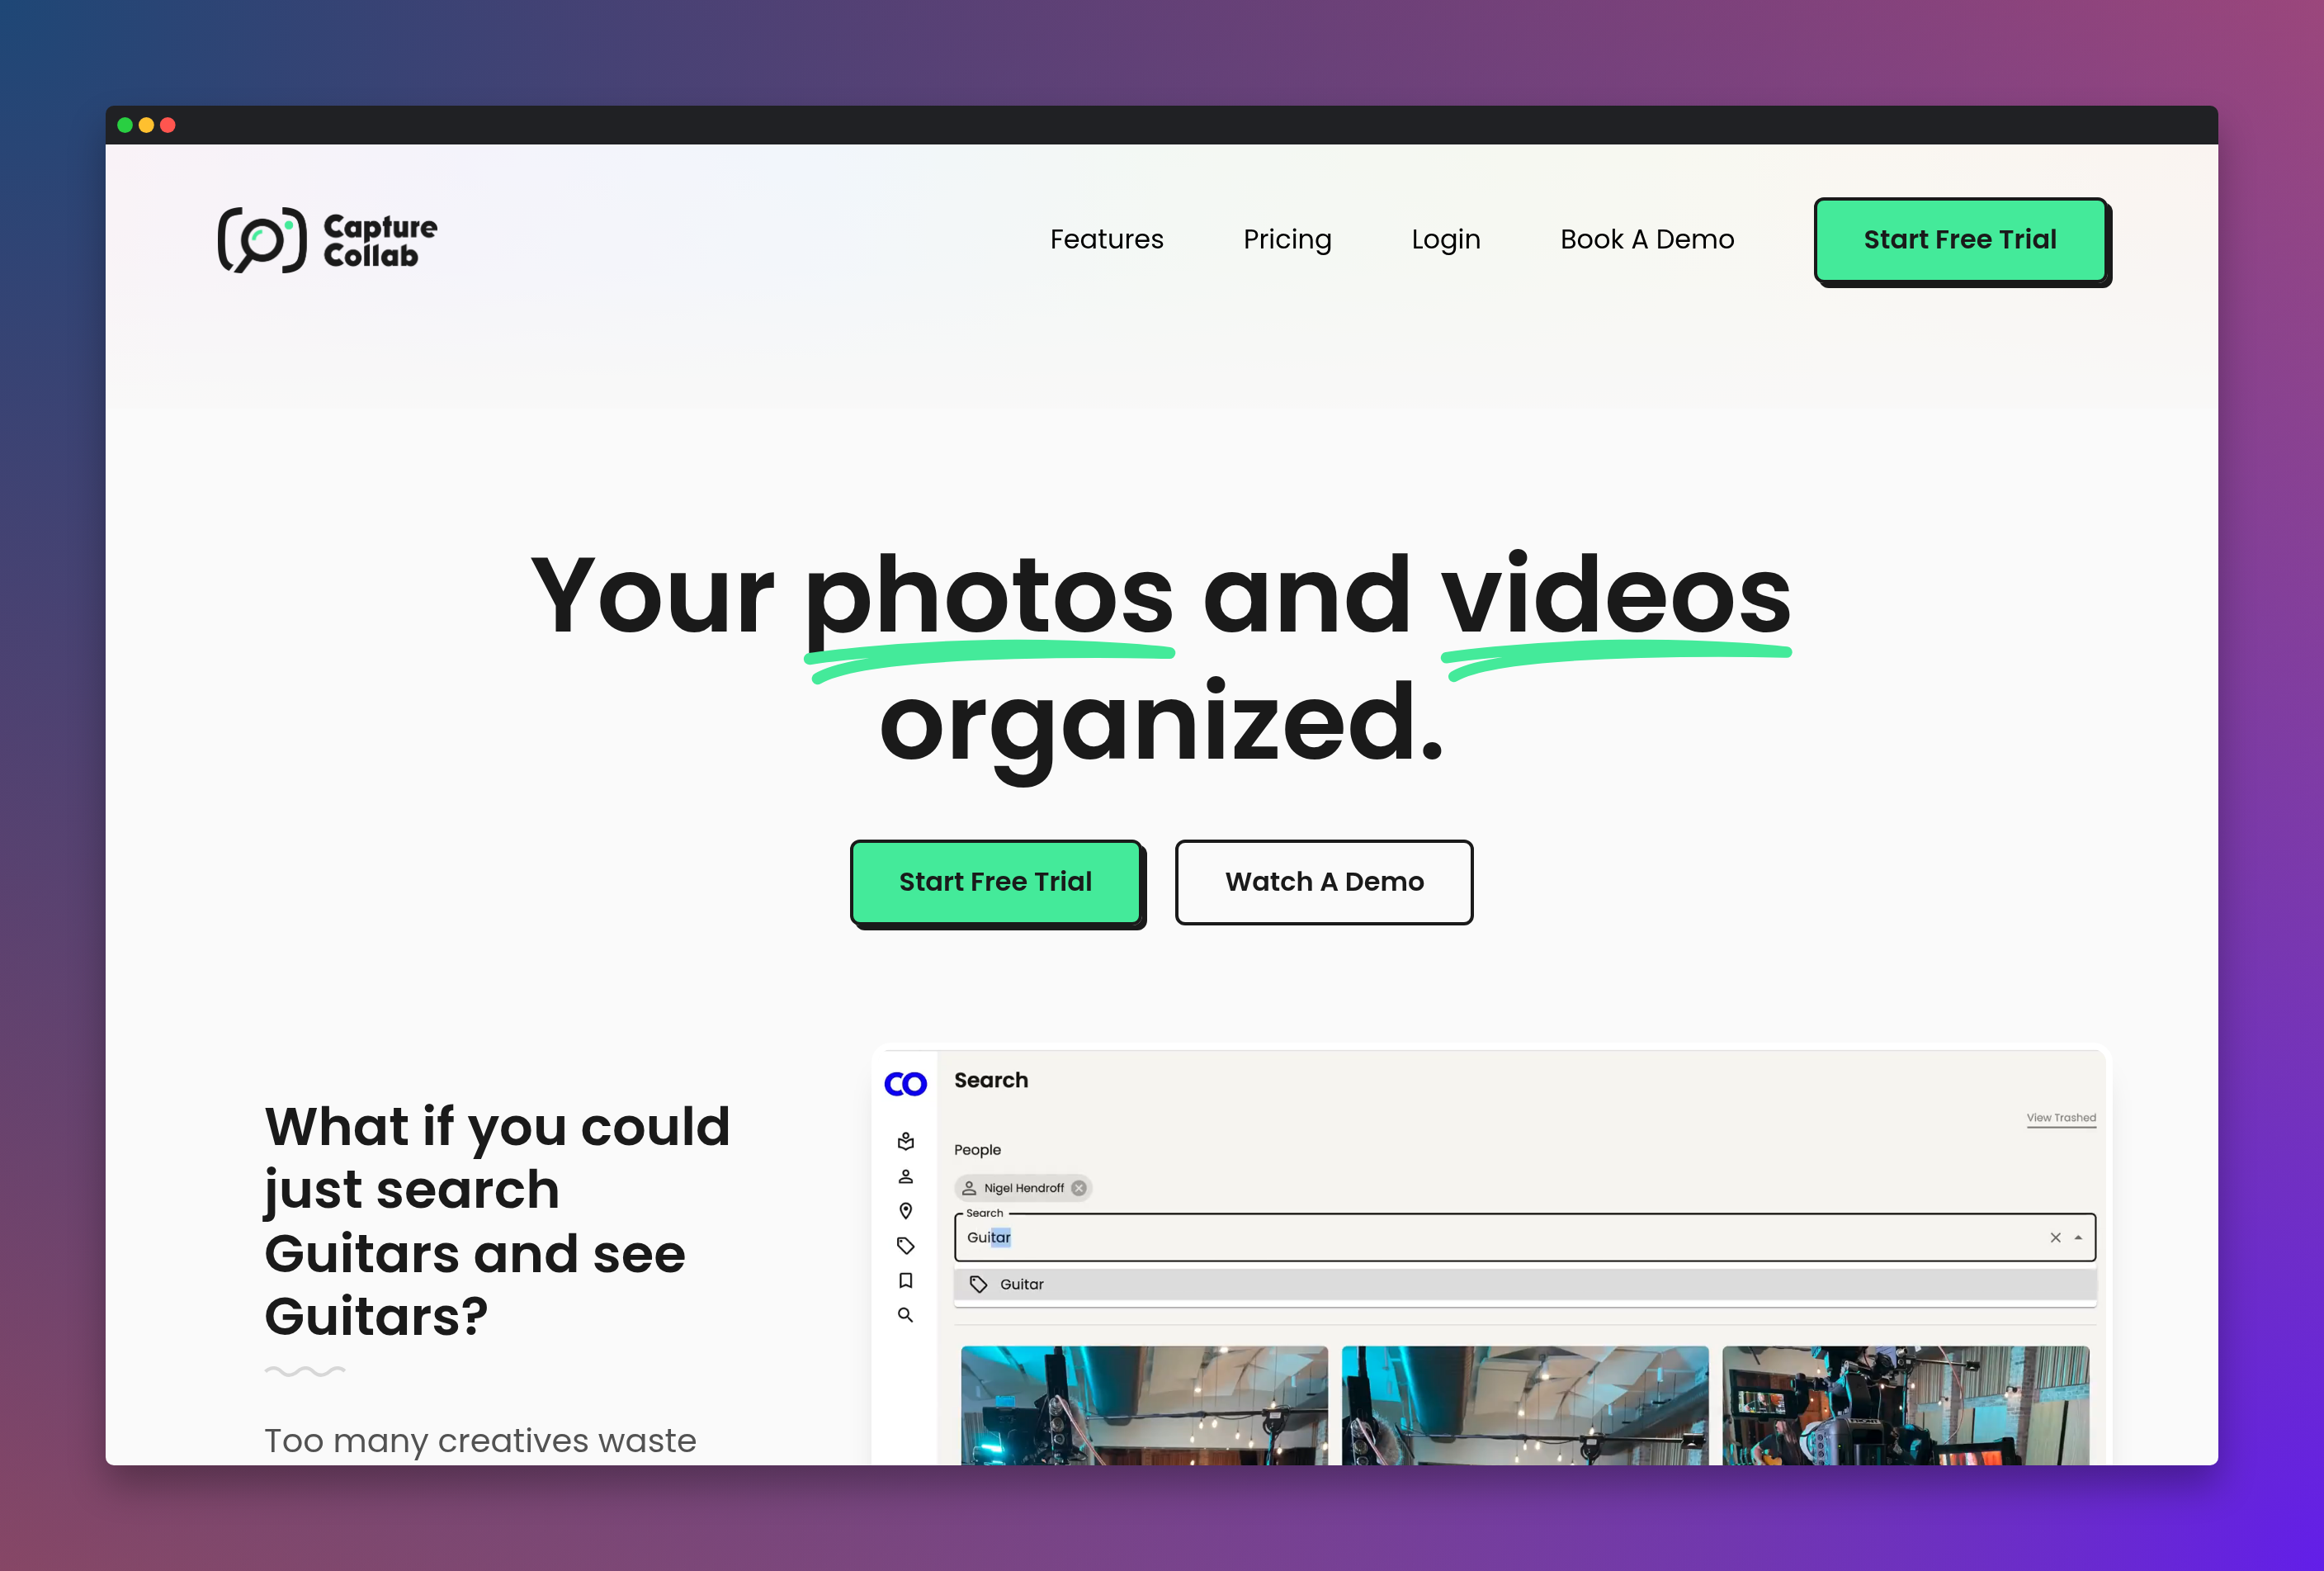 Capture
Collab
Features
Pricing
Login
Book A Demo
Start Free Trial
Your photos and videos
organized.
Start Free Trial
Watch A Demo
What if you could
just search
Guitars and see
Guitars?
Too many creatives waste
CO
Search
View Trashed
People
Nigel Hendroff
Search
Guitar
Guitar